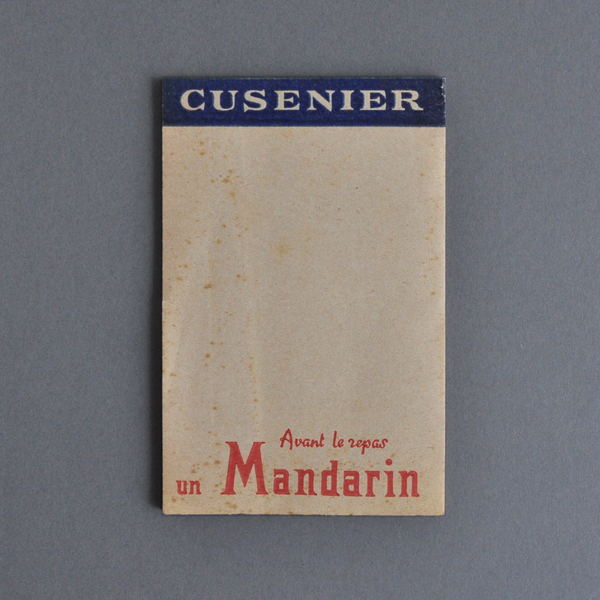 CUSENIER
Avant le repas
un Mandarin